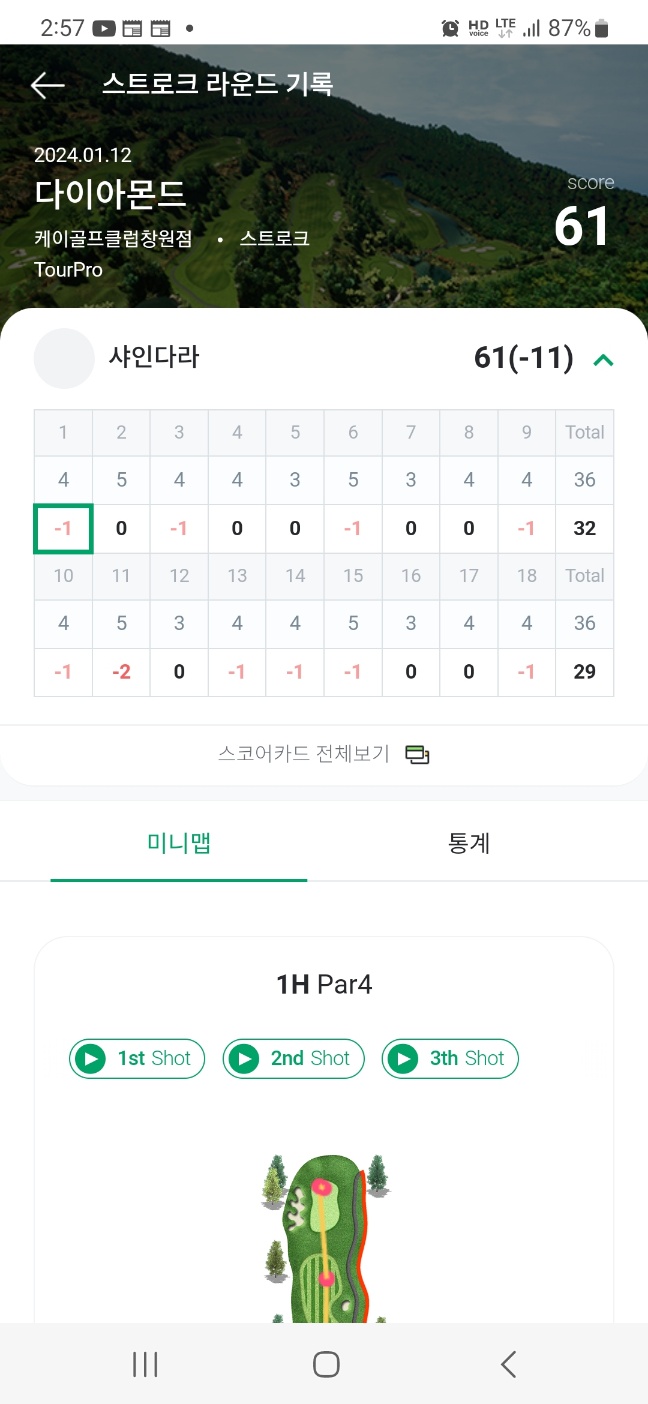 2:57 HD voice LTE 87%
스트로크 라운드 기록
2024.01.12
다이아몬드
score
61
케이골프클럽창원점 • 스트로크
TourPro
샤인다라 61(-11)
1 2 3 4 5 6 7 8 9 Total
4 5 4 4 3 5 3 4 4 36
-1 0 -1 0 0 -1 0 0 -1 32
10 11 12 13 14 15 16 17 18 Total
4 5 3 4 4 5 3 4 4 36
-1 -2 0 -1 -1 -1 0 0 -1 29
스코어카드 전체보기
미니맵 통계
1H Par4
1st Shot 2nd Shot 3th Shot